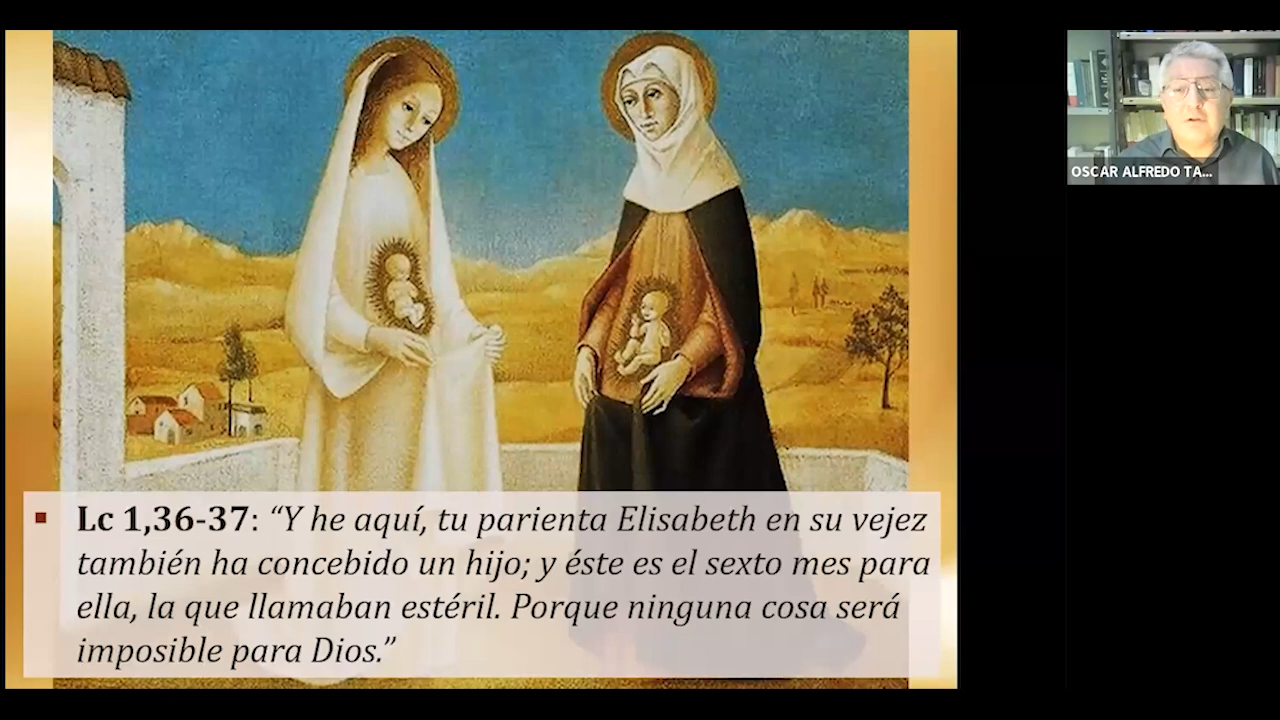 Lc 1,36-37: “Y he aquí, tu parienta Elisabeth en su vejez
también ha concebido un hijo; y éste es el sexto mes para
ella, la que llamaban estéril. Porque ninguna cosa será
imposible para Dios.”
OSCAR ALFREDO TA...